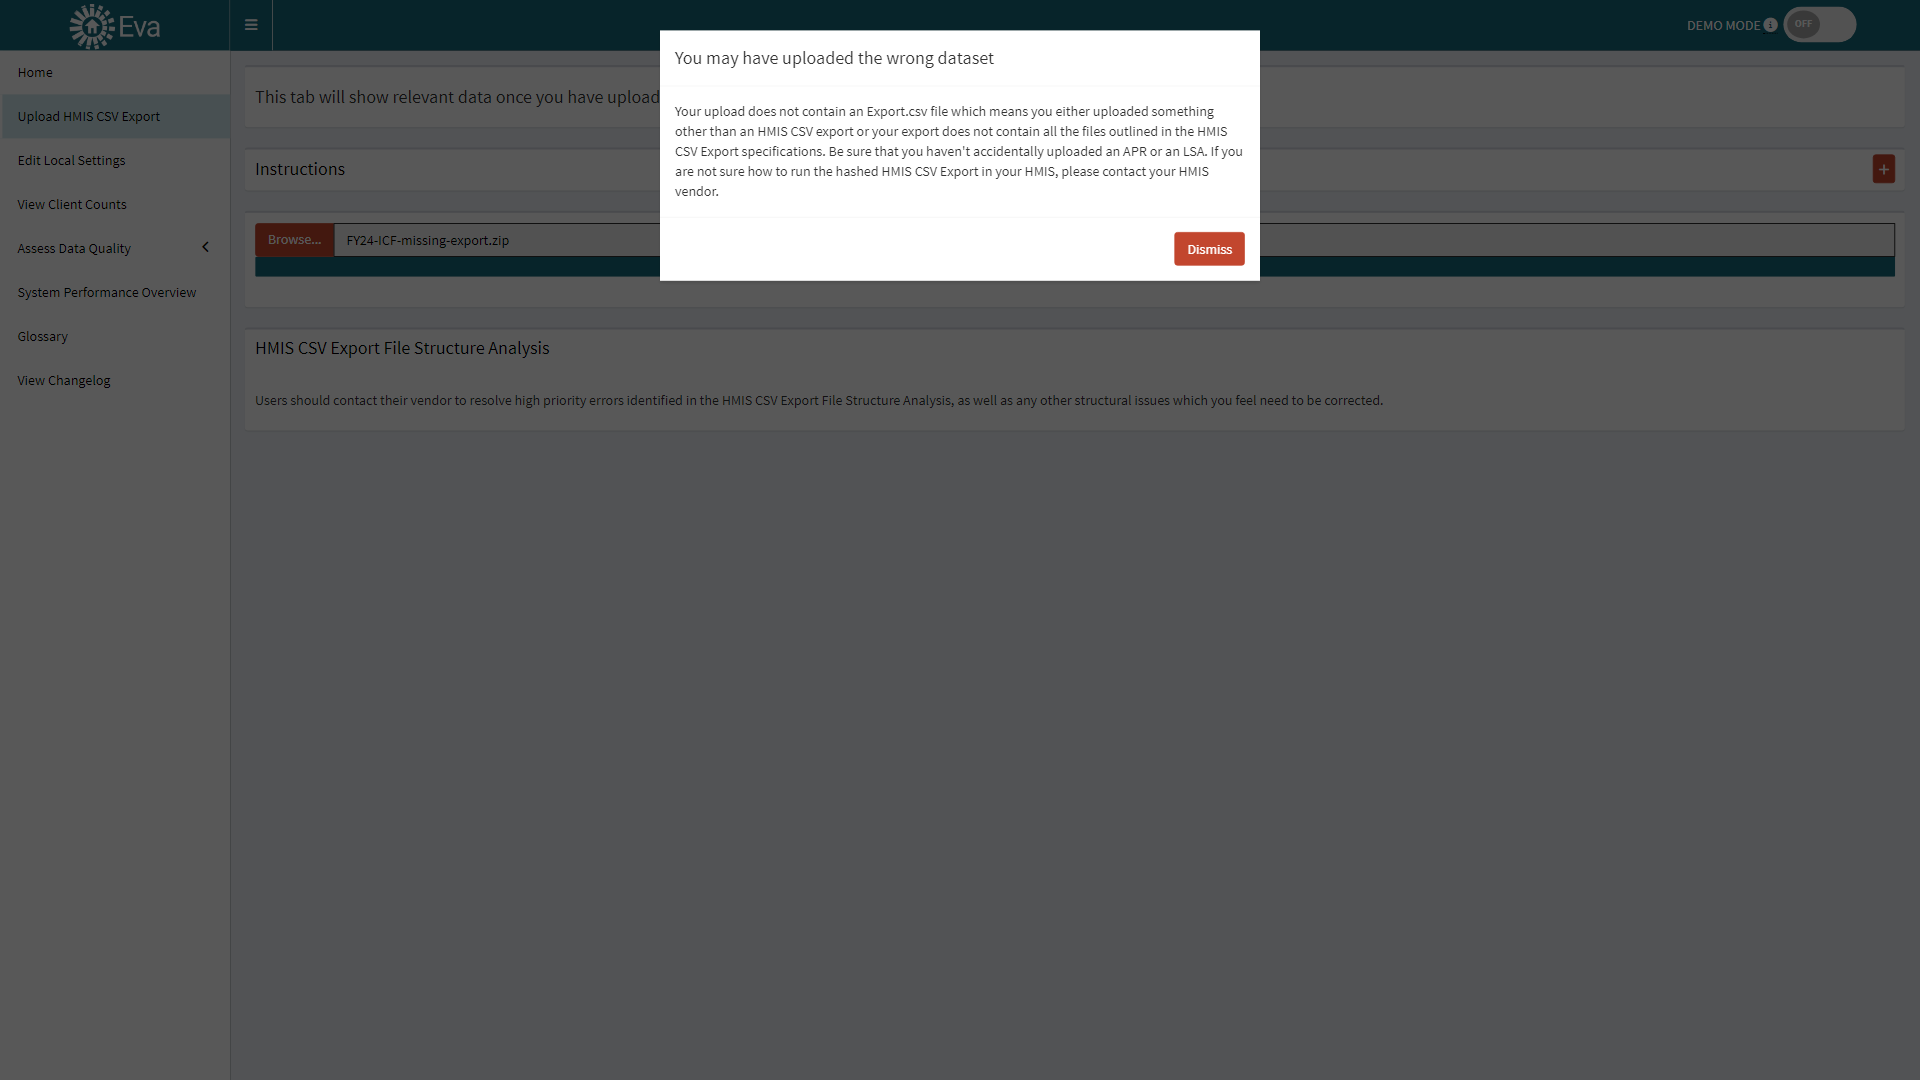 Eva
DEMO MODE
OFF
Home
Upload HMIS CSV Export
Edit Local Settings
View Client Counts
Assess Data Quality
System Performance Overview
Glossary
View Changelog
This tab will show relevant data once you have upload
Instructions
Browse...
FY24-ICF-missing-export.zip
HMIS CSV Export File Structure Analysis
Users should contact their vendor to resolve high priority errors identified in the HMIS CSV Export File Structure Analysis, as well as any other structural issues which you feel need to be corrected.
You may have uploaded the wrong dataset
Your upload does not contain an Export.csv file which means you either uploaded something
other than an HMIS CSV export or your export does not contain all the files outlined in the HMIS
CSV Export specifications. Be sure that you haven't accidentally uploaded an APR or an LSA. If you
are not sure how to run the hashed HMIS CSV Export in your HMIS, please contact your HMIS
vendor.
Dismiss